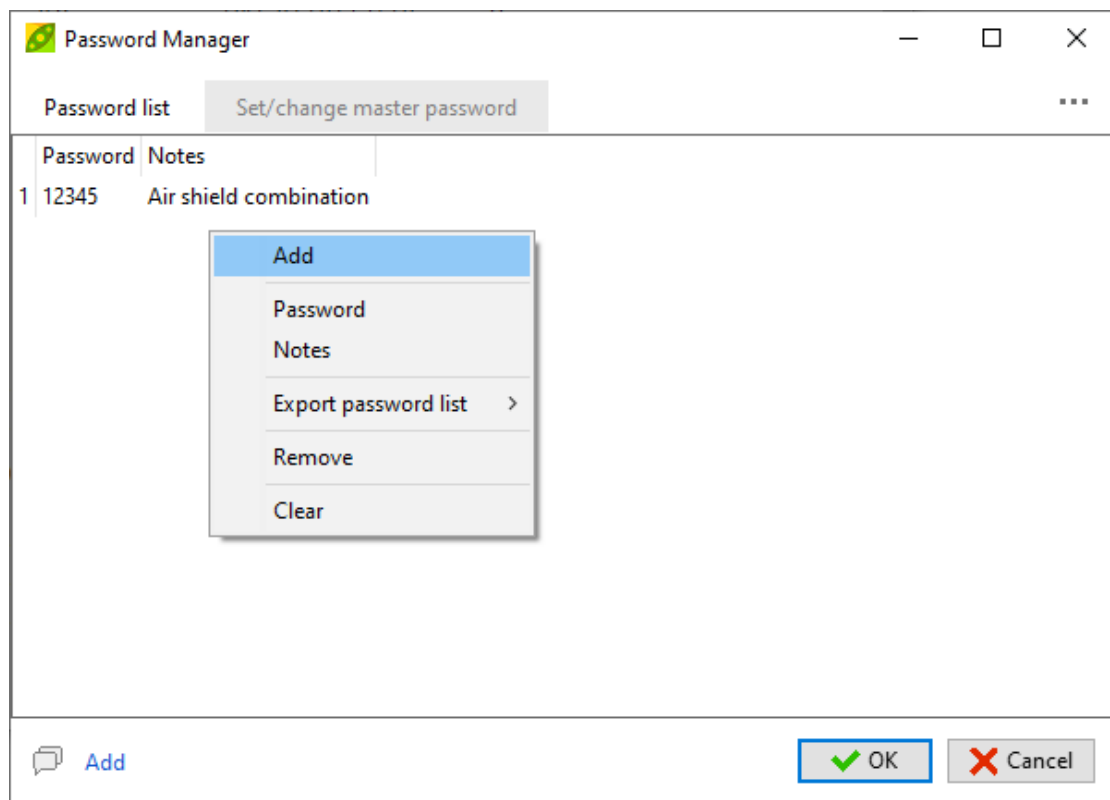 Password Manager
Password list Set/change master password
Password Notes
1 12345 Air shield combination
Add
Password
Notes
Export password list
Remove
Clear
Add OK Cancel